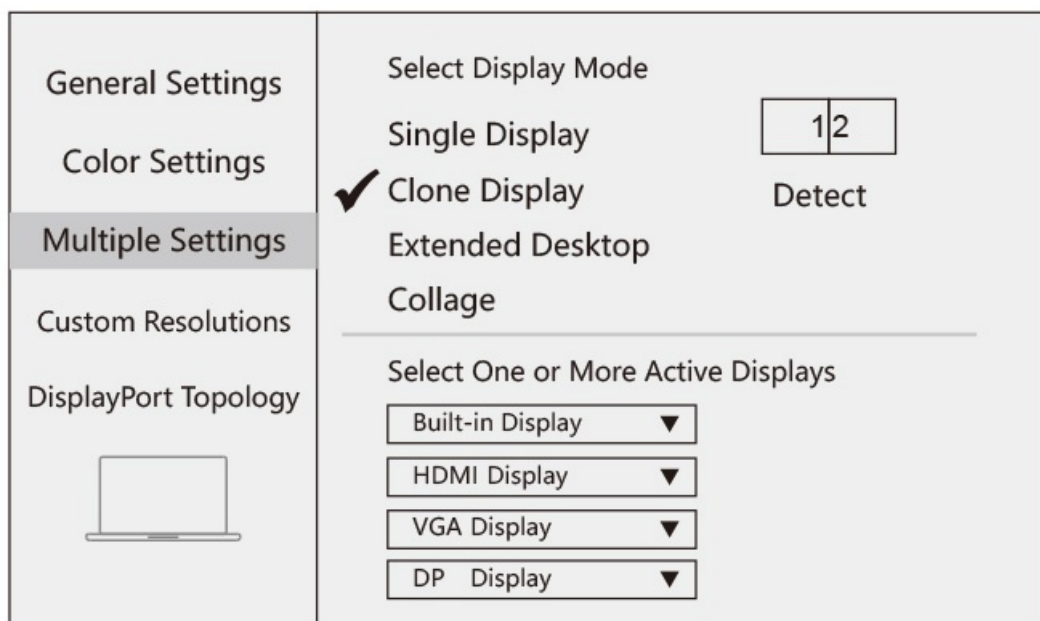 General Settings
Color Settings
Multiple Settings
Custom Resolutions
DisplayPort Topology
Select Display Mode
Single Display
✔ Clone Display
Extended Desktop
Collage
1 2
Detect
Select One or More Active Displays
Built-in Display ▼
HDMI Display ▼
VGA Display ▼
DP Display ▼